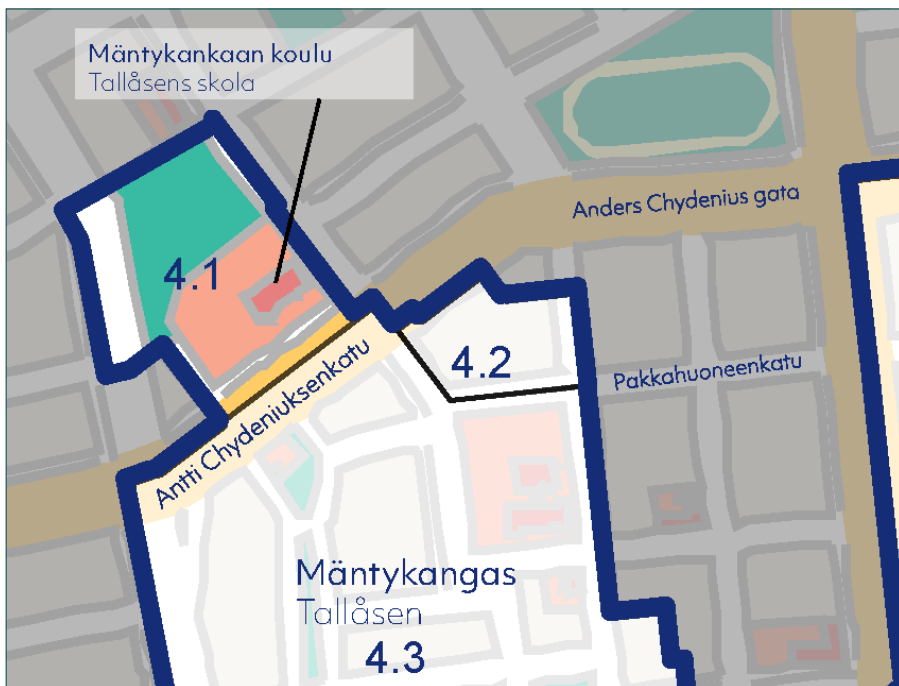 Mäntykankaan koulu
Tallåsens skola
Anders Chydenius gata
4.1
4.2
Pakkahuoneenkatu
Antti Chydeniuksenkatu
Mäntykangas
Tallåsen
4.3